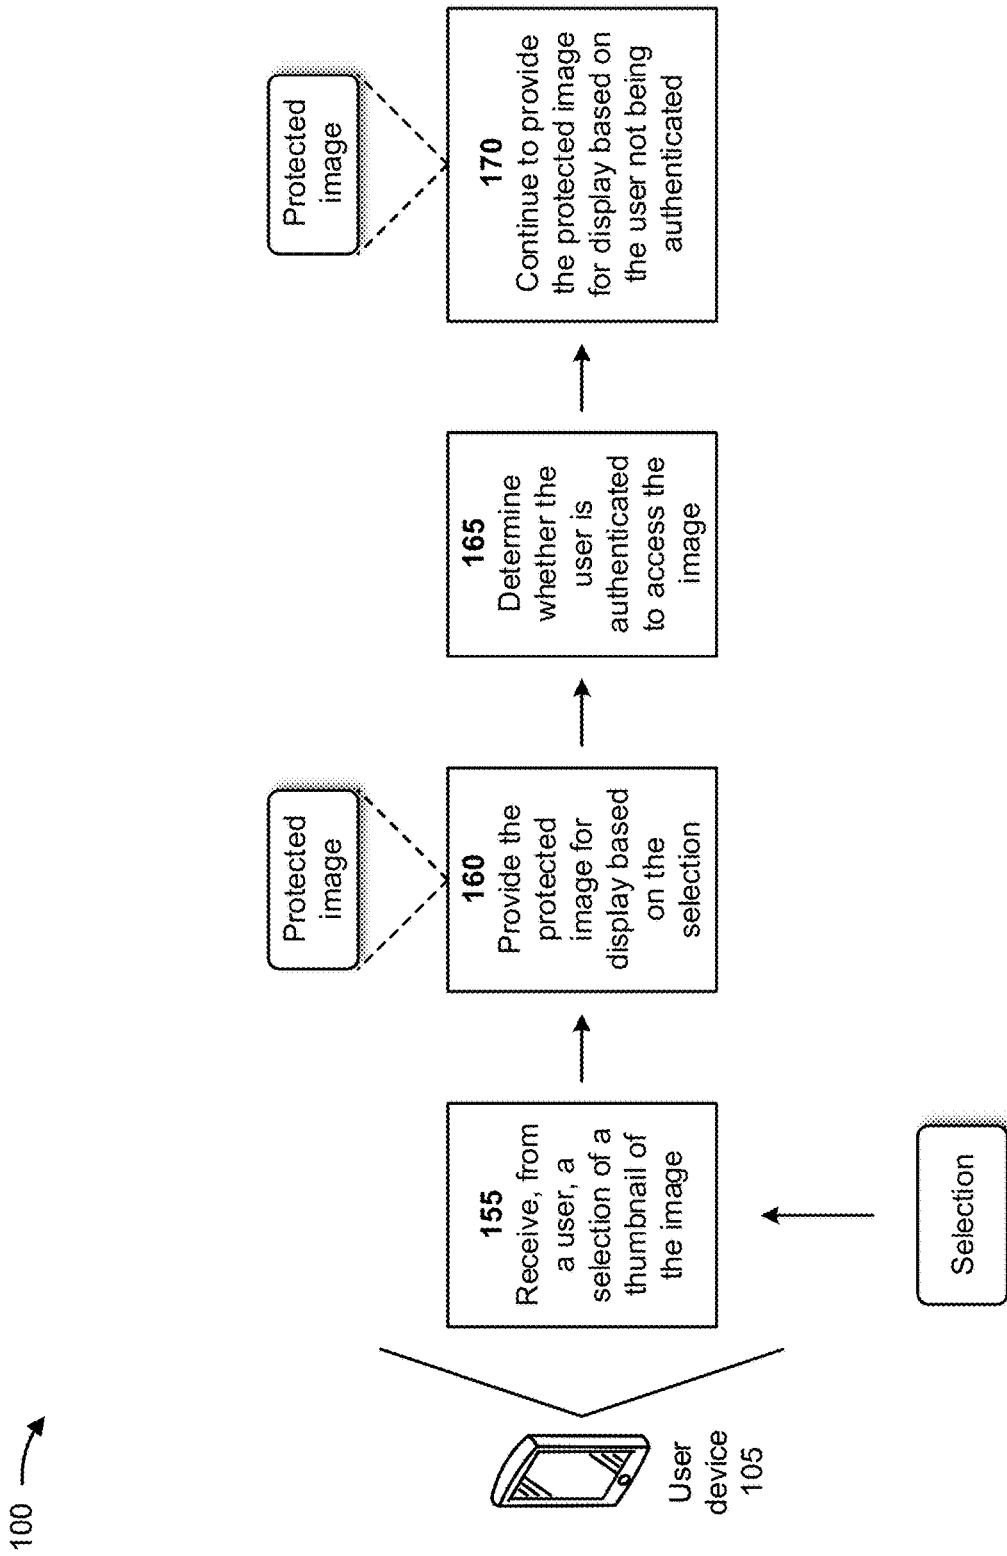 100
User
device
105
155
Receive, from
a user, a
selection of a
thumbnail of
the image
Selection
160
Provide the
protected
image for
display based
on the
selection
Protected
image
165
Determine
whether the
user is
authenticated
to access the
image
170
Continue to provide
the protected image
for display based on
the user not being
authenticated
Protected
image